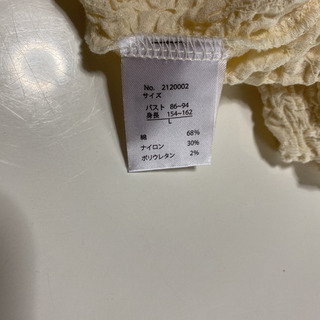 No. 2120002
サイズ
バスト 86~94
身長 154~162
L
綿 68%
ナイロン 30%
ポリウレタン 2%